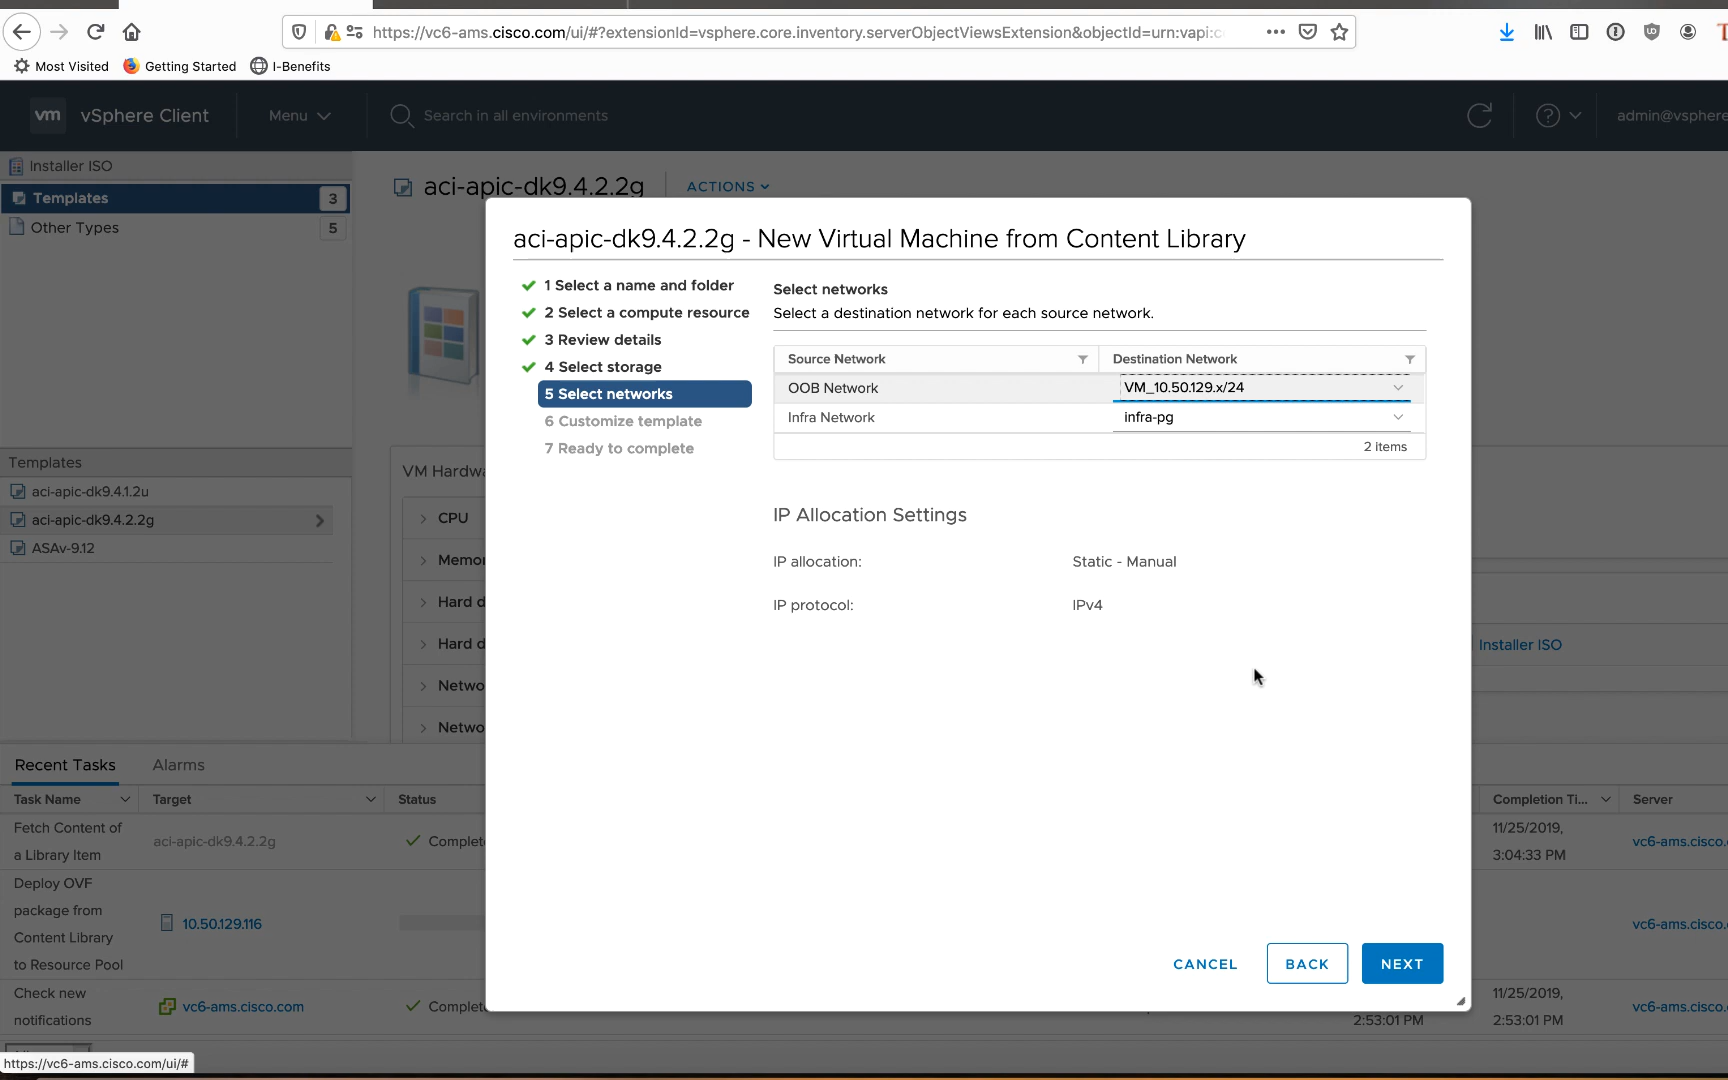 https://vc6-ams.cisco.com/ui/#?extensionId=vsphere.core.inventory.serverObjectViewsExtension&objectId=urn:vapi:c
Most Visited
Getting Started
I-Benefits
vm
vSphere Client
Menu
Search in all environments
admin@vsphere
Installer ISO
Templates
3
Other Types
5
aci-apic-dk9.4.2.2g
ACTIONS
aci-apic-dk9.4.2.2g - New Virtual Machine from Content Library
1 Select a name and folder
2 Select a compute resource
3 Review details
4 Select storage
5 Select networks
6 Customize template
7 Ready to complete
Select networks
Select a destination network for each source network.
Source Network
Destination Network
OOB Network
VM_10.50.129.x/24
Infra Network
infra-pg
2 items
IP Allocation Settings
IP allocation:
Static - Manual
IP protocol:
IPv4
CANCEL
BACK
NEXT
Templates
aci-apic-dk9.4.1.2u
aci-apic-dk9.4.2.2g
ASAv-9.12
VM Hardwa
CPU
Memo
Hard d
Hard d
Netwo
Netwo
Installer ISO
Recent Tasks
Alarms
Task Name
Target
Status
Completion Ti...
Server
Fetch Content of
a Library Item
aci-apic-dk9.4.2.2g
Complet
11/25/2019,
3:04:33 PM
vc6-ams.cisco.
Deploy OVF
package from
Content Library
to Resource Pool
10.50.129.116
vc6-ams.cisco.
Check new
notifications
vc6-ams.cisco.com
Complet
2:53:01 PM
11/25/2019,
2:53:01 PM
vc6-ams.cisco.
https://vc6-ams.cisco.com/ui/#